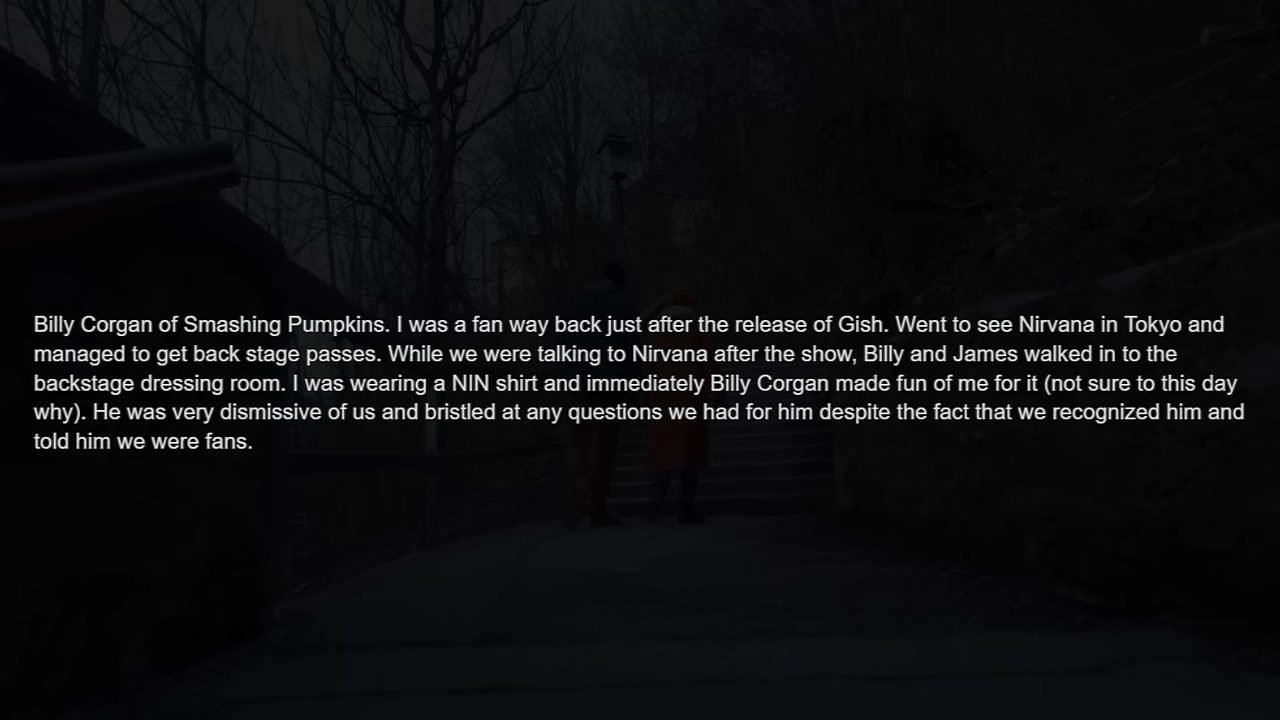 Billy Corgan of Smashing Pumpkins. I was a fan way back just after the release of Gish. Went to see Nirvana in Tokyo and
managed to get back stage passes. While we were talking to Nirvana after the show, Billy and James walked in to the
backstage dressing room. I was wearing a NIN shirt and immediately Billy Corgan made fun of me for it (not sure to this day
why). He was very dismissive of us and bristled at any questions we had for him despite the fact that we recognized him and
told him we were fans.